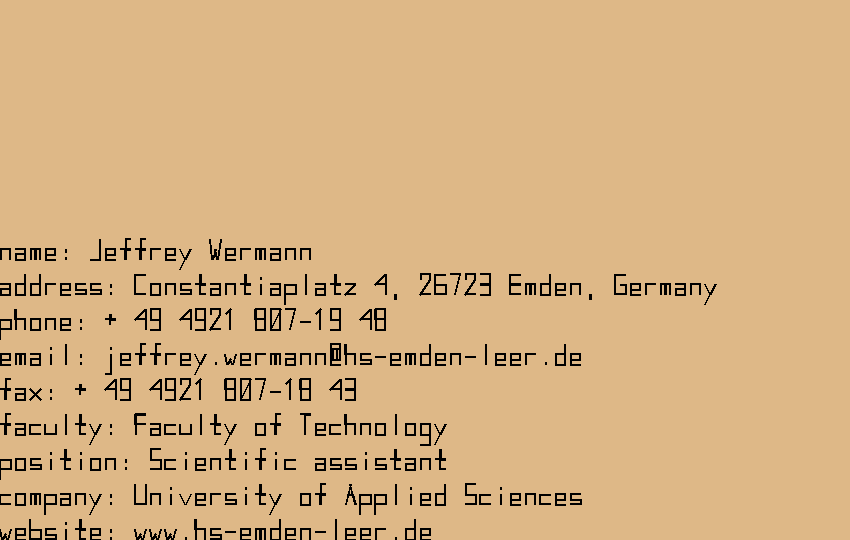 name: Jeffrey Wermann
address: Constantiaplatz 4, 26723 Emden, Germany
phone: + 49 4921 807-19 48
email: jeffrey.wermann@hs-emden-leer.de
fax: + 49 4921 807-18 43
faculty: Faculty of Technology
position: Scientific assistant
company: University of Applied Sciences
website: www.hs-emden-leer.de